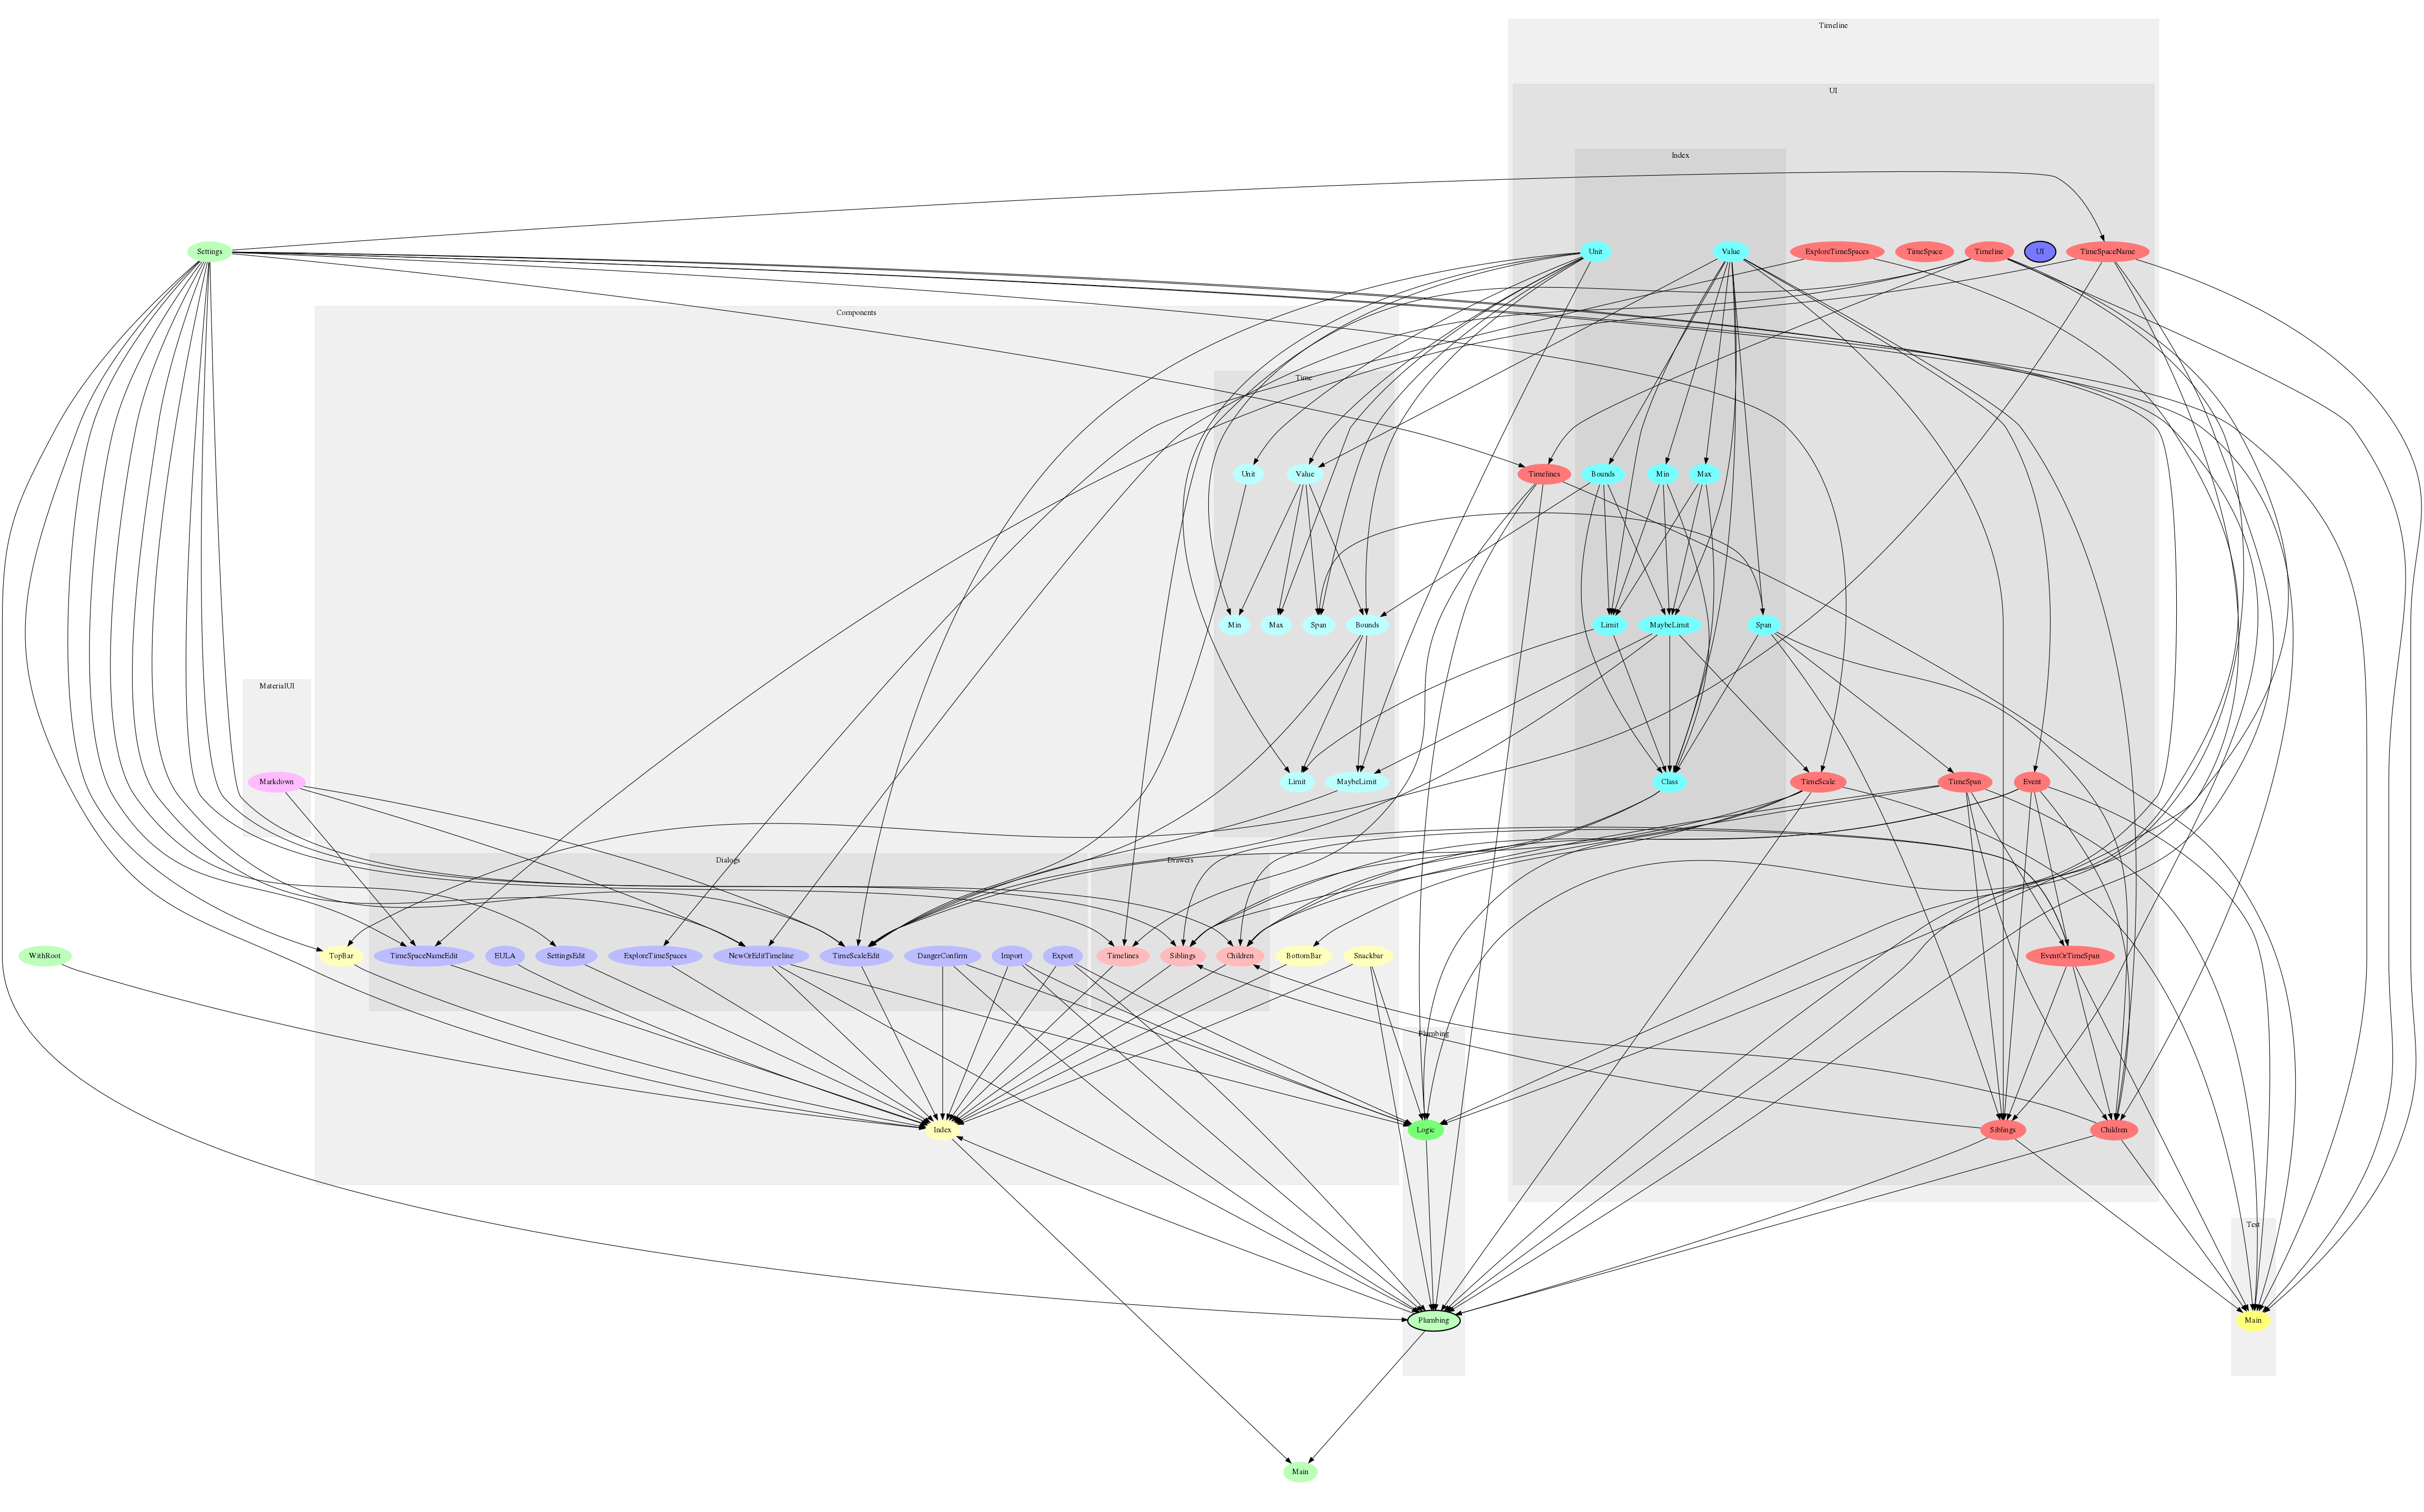 Timeline
UI
Index
Settings
Unit
Value
ExploreTimeSpaces
TimeSpace
Timeline
UI
TimeSpaceName
Components
Time
Unit
Value
Timelines
Bounds
Min
Max
Min
Max
Span
Bounds
Limit
MaybeLimit
Span
MaterialUI
Markdown
Limit
MaybeLimit
Class
TimeScale
TimeSpan
Event
Dialogs
Drawers
WithRoot
TopBar
TimeSpaceNameEdit
EULA
SettingsEdit
ExploreTimeSpaces
NewOrEditTimeline
TimeScaleEdit
DangerConfirm
Import
Export
Timelines
Siblings
Children
BottomBar
Snackbar
EventOrTimeSpan
Plumbing
Index
Logic
Siblings
Children
Test
Plumbing
Main
Main